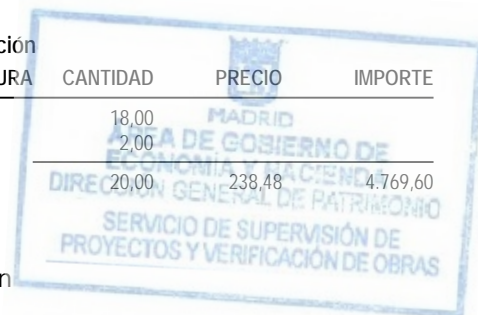 ción
URA CANTIDAD PRECIO IMPORTE
18,00
MADRID
2,00
ÁREA DE GOBIERNO DE
ECONOMÍA Y HACIENDA
20,00 238,48 4.769,60
DIRECCIÓN GENERAL DE PATRIMONIO
SERVICIO DE SUPERVISIÓN DE
PROYECTOS Y VERIFICACIÓN DE OBRAS
n